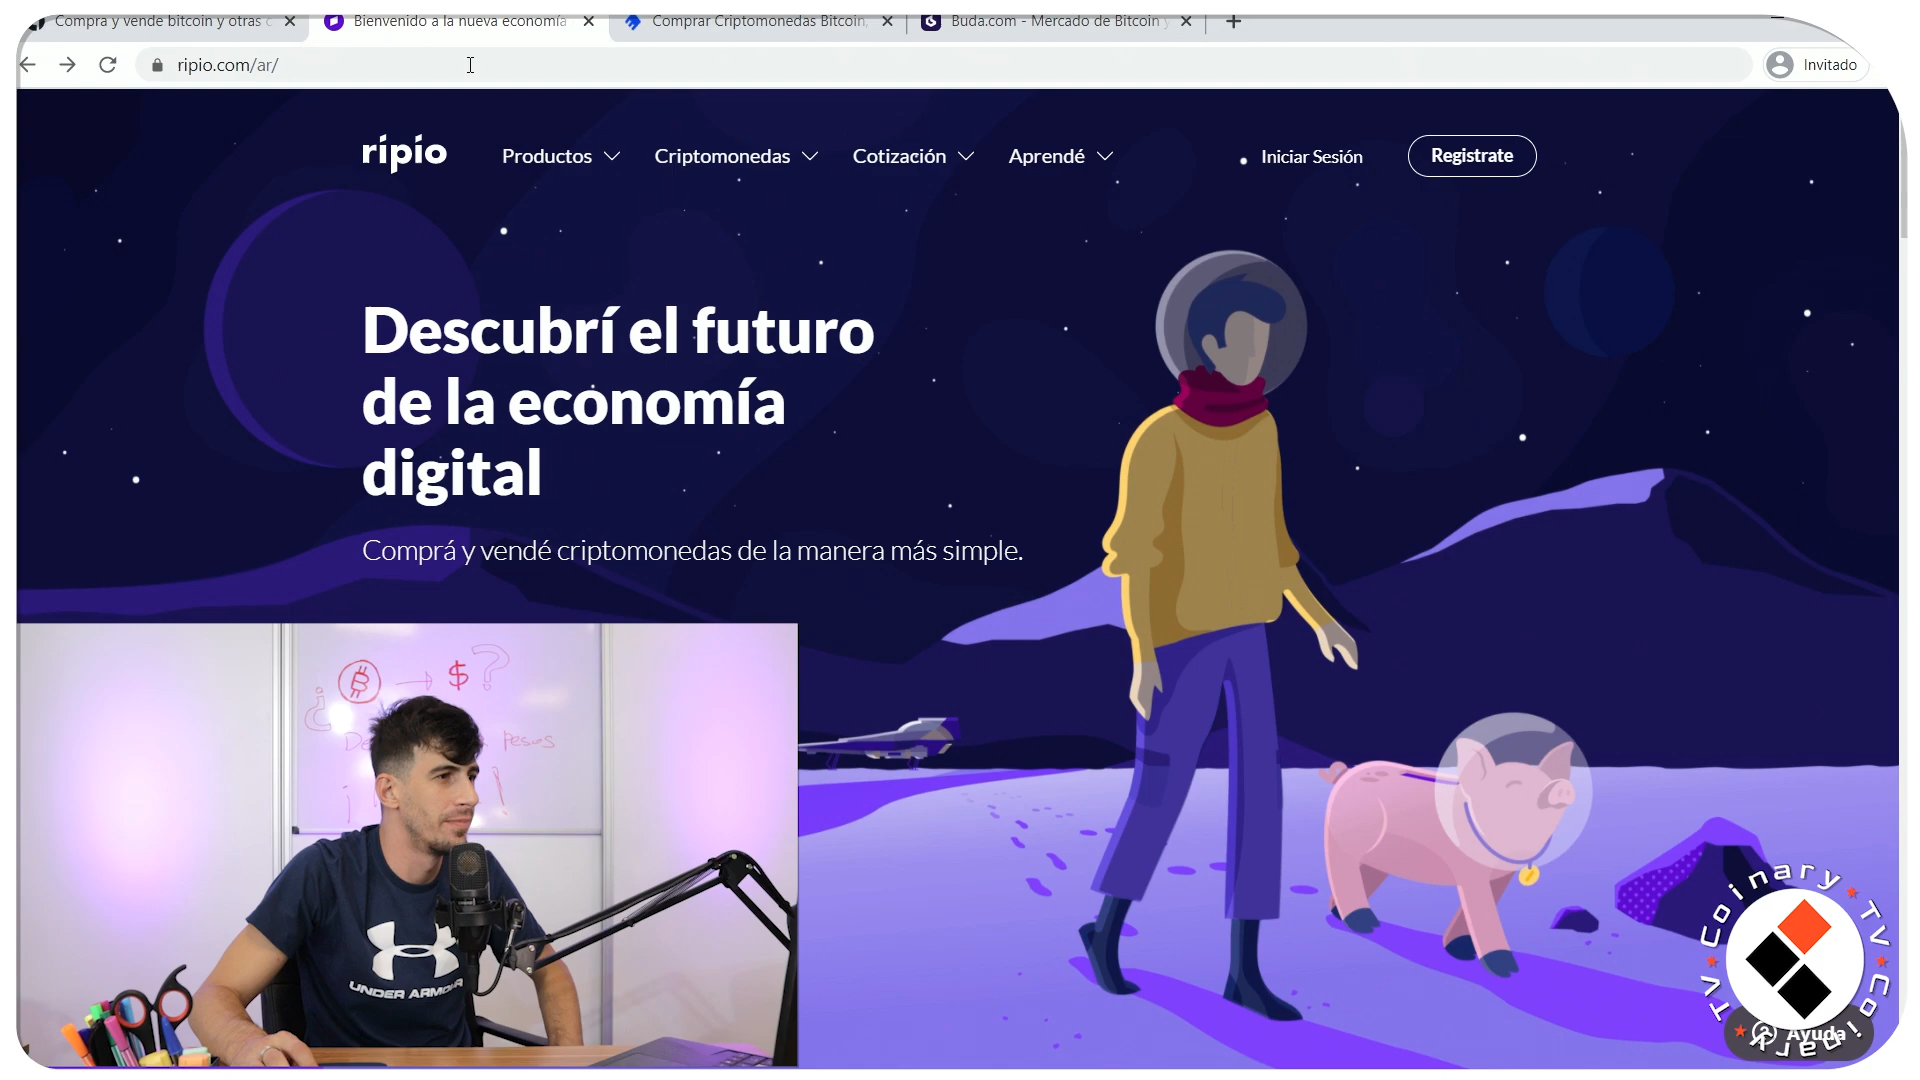 Compra y vende bitcoin y otras c
Bienvenido a la nueva economía
Comprar Criptomonedas Bitcoin,
Buda.com - Mercado de Bitcoin y
ripio.com/ar/
Invitado
ripio
Productos
Criptomonedas
Cotización
Aprendé
Iniciar Sesión
Registrate
Descubrí el futuro
de la economía
digital
Comprá y vendé criptomonedas de la manera más simple.
¿ ₿ → $ ?
pesos
UNDER ARMOUR
Coinary TV
Coinary TV
Ayuda